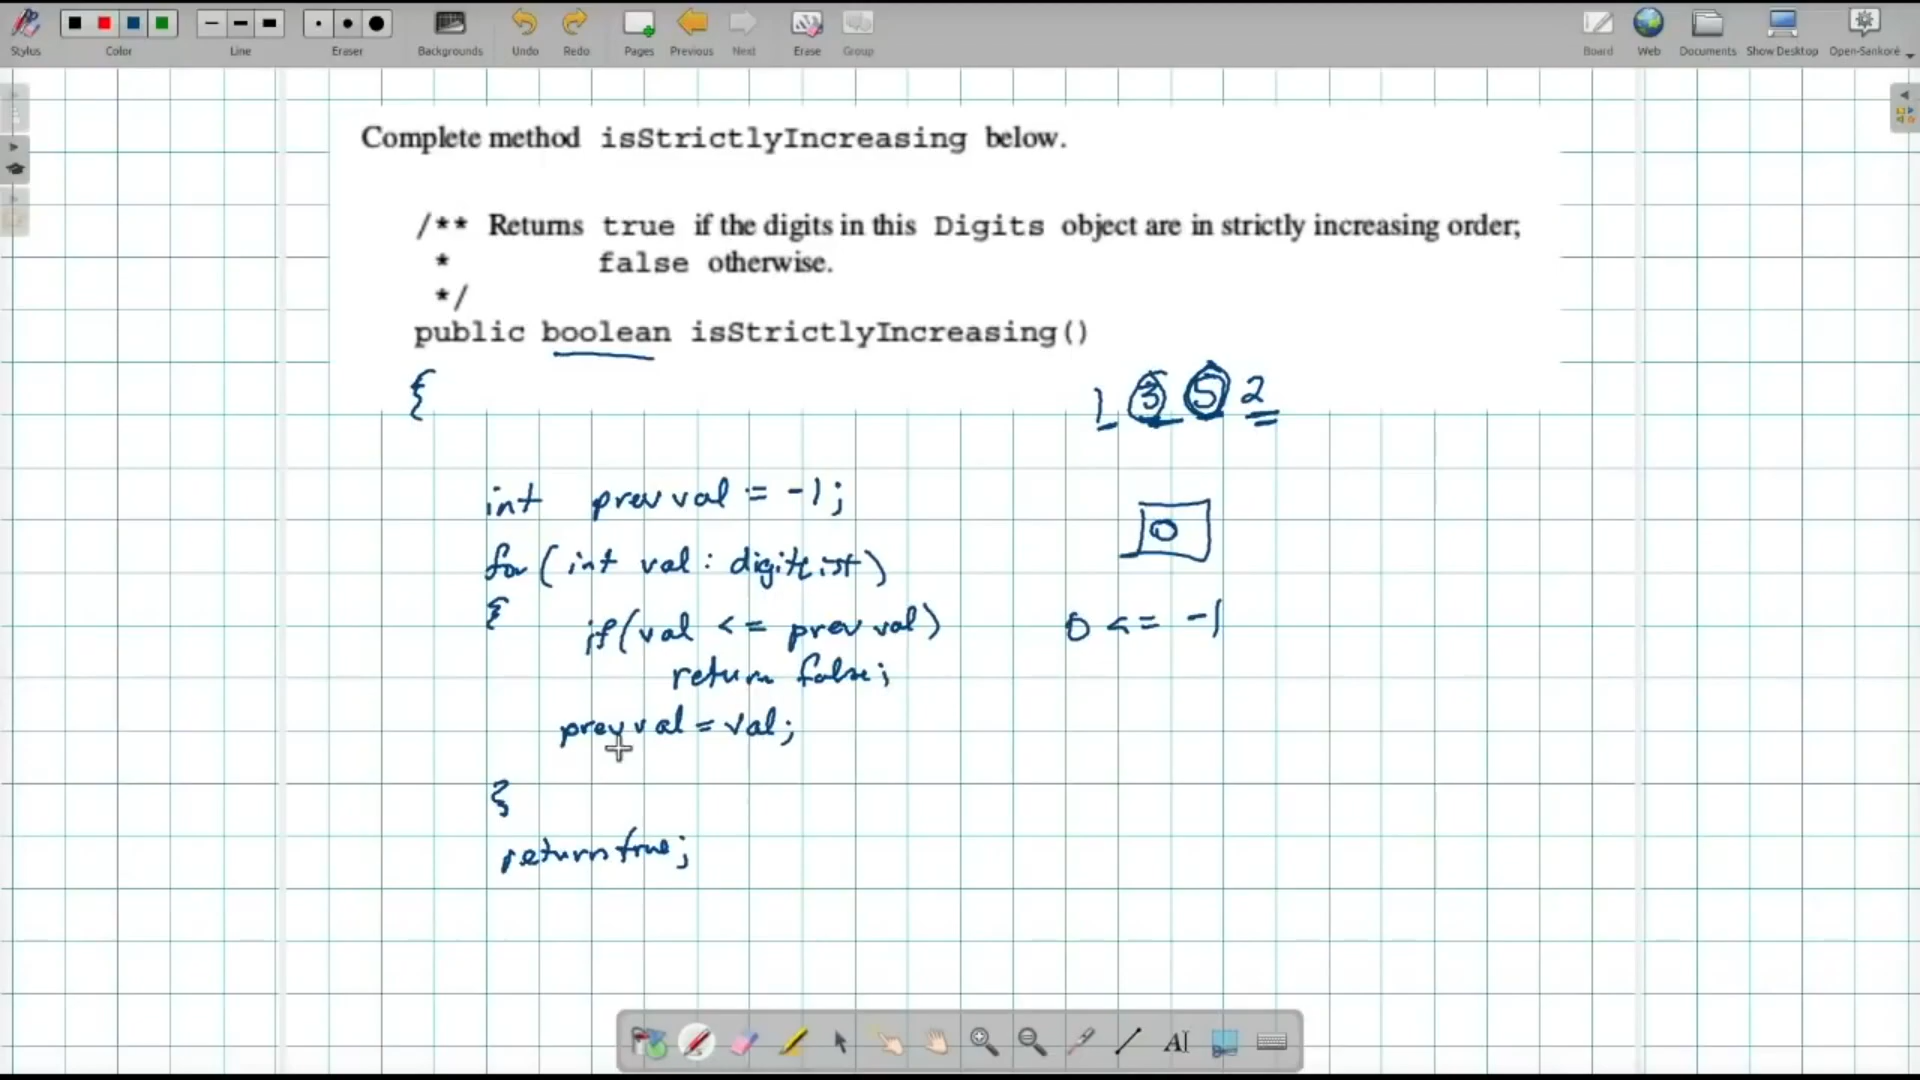 Stylus Color Line Eraser Backgrounds Undo Redo Pages Previous Next Erase Group Board Web Documents Show Desktop Open-Sankoré
Complete method isStrictlyIncreasing below.
/** Returns true if the digits in this Digits object are in strictly increasing order;
* false otherwise.
*/
public boolean isStrictlyIncreasing()
{
1 3 5 2
int prevval = -1;
0
for (int val : digitList)
{
if (val <= prevval)
0 <= -1
return false;
prevval = val;
}
return true;
AI